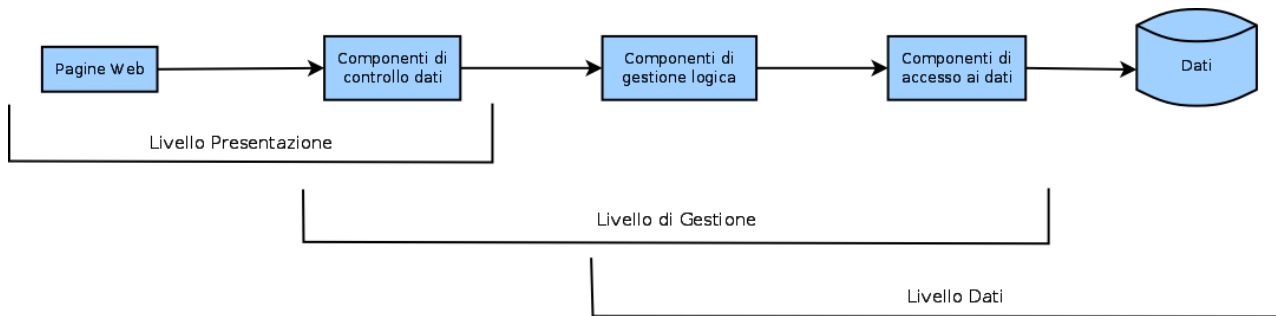 Pagine Web
Componenti di
controllo dati
Componenti di
gestione logica
Componenti di
accesso ai dati
Dati
Livello Presentazione
Livello di Gestione
Livello Dati